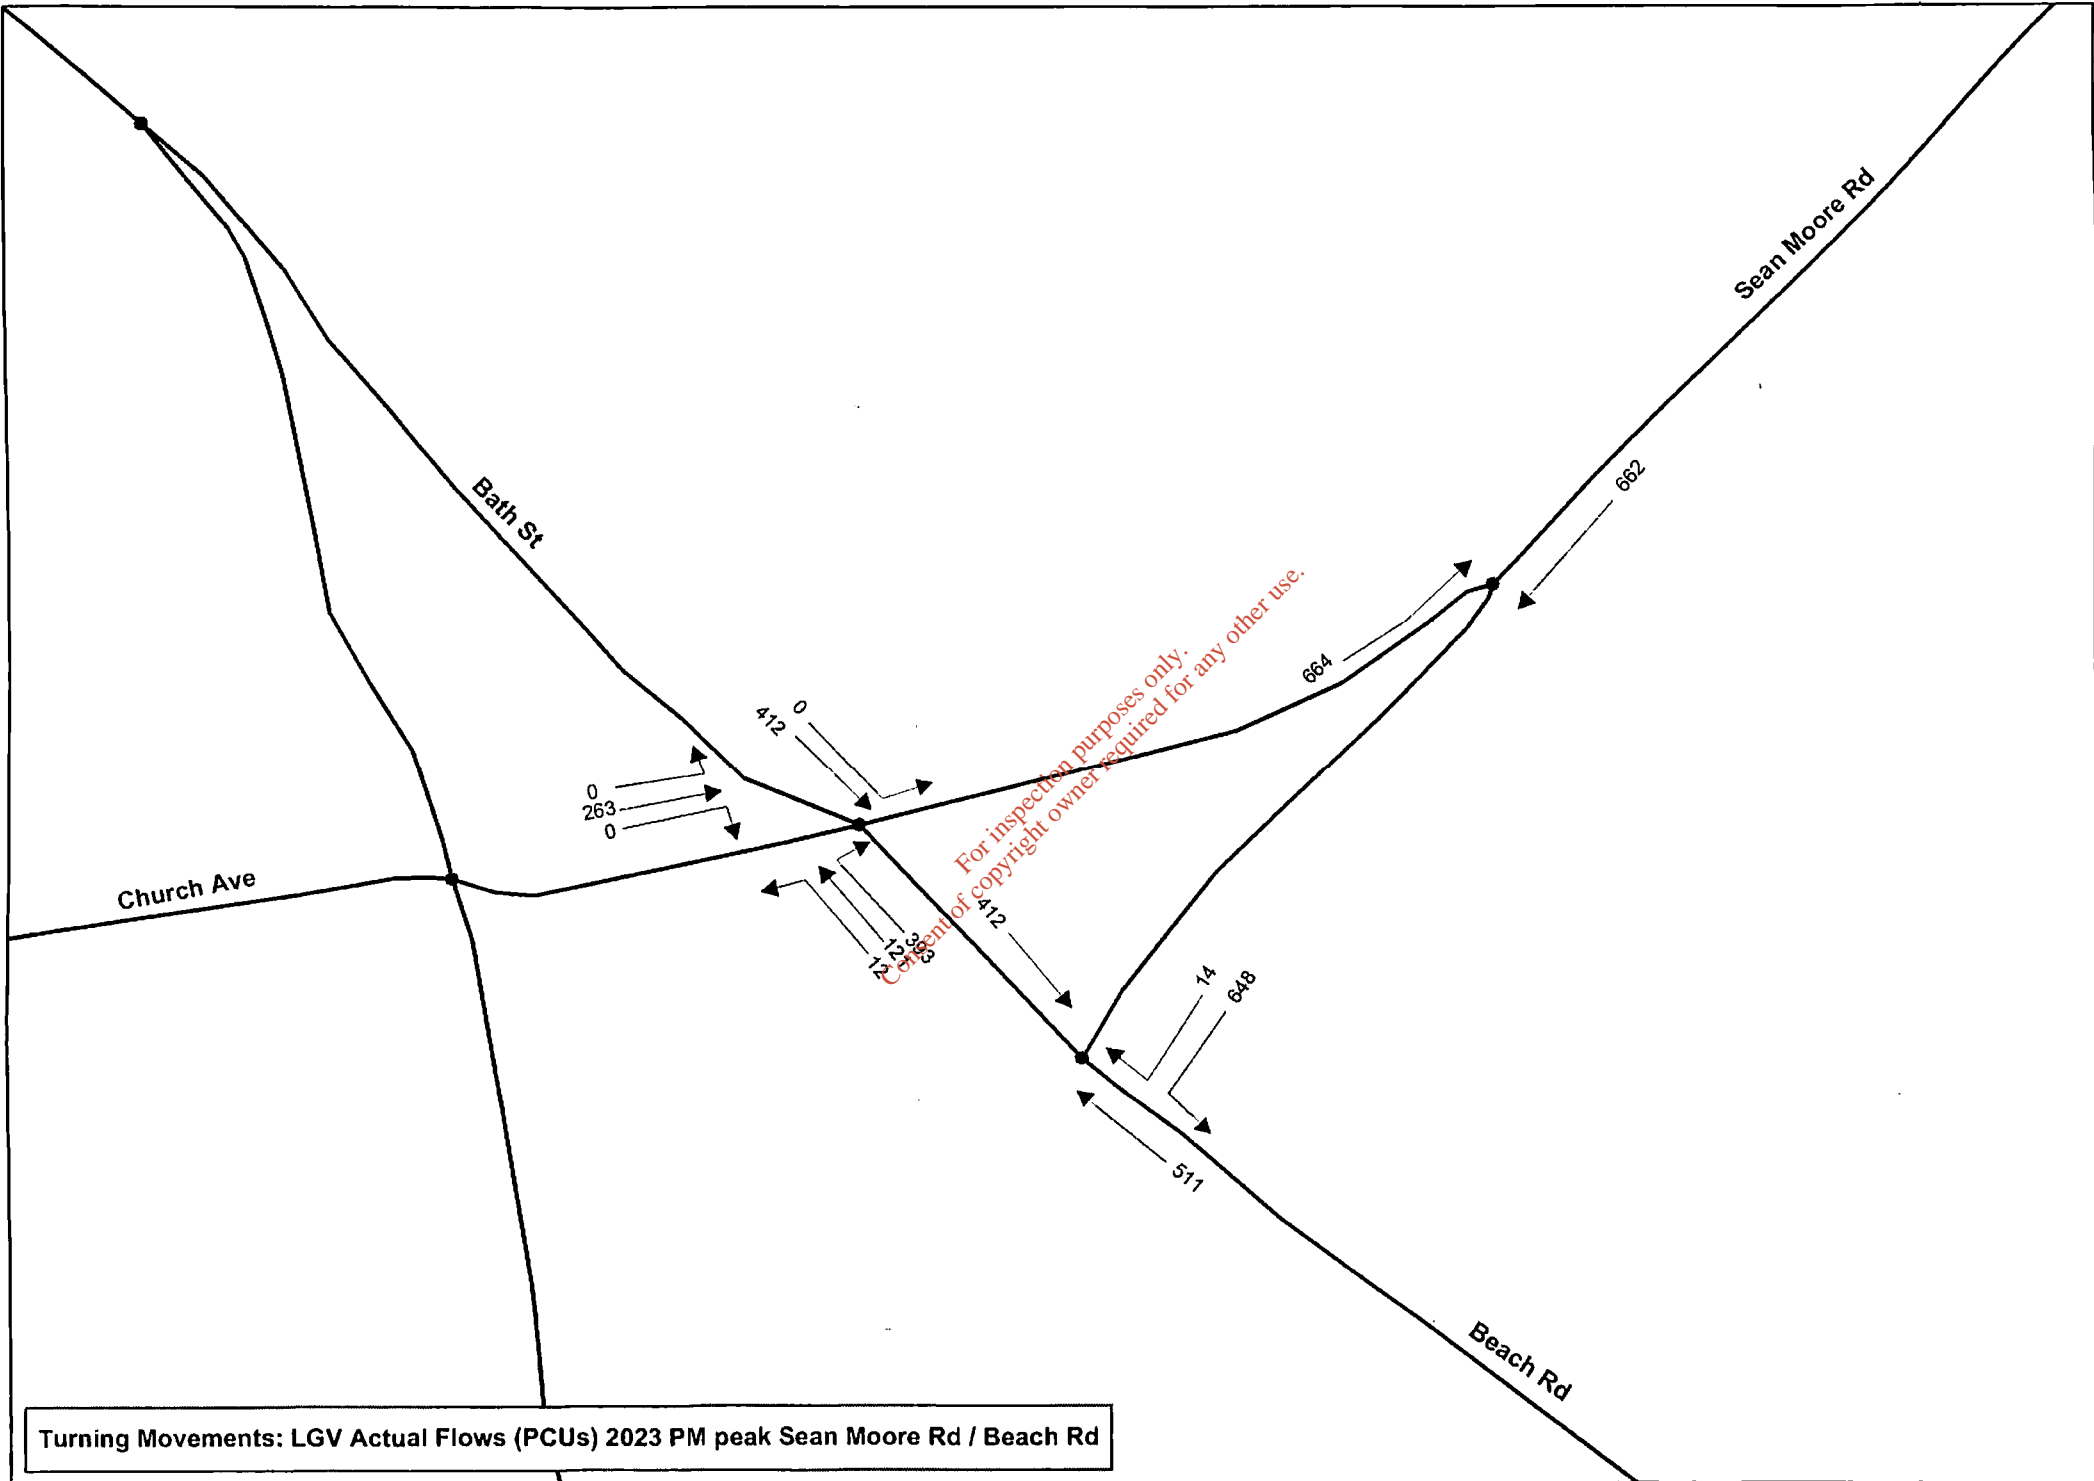 Sean Moore Rd
Bath St
662
664
0
412
0
263
0
Church Ave
393
12
412
14
648
511
Beach Rd
For inspection purposes only.
Consent of copyright owner required for any other use.
Turning Movements: LGV Actual Flows (PCUs) 2023 PM peak Sean Moore Rd / Beach Rd